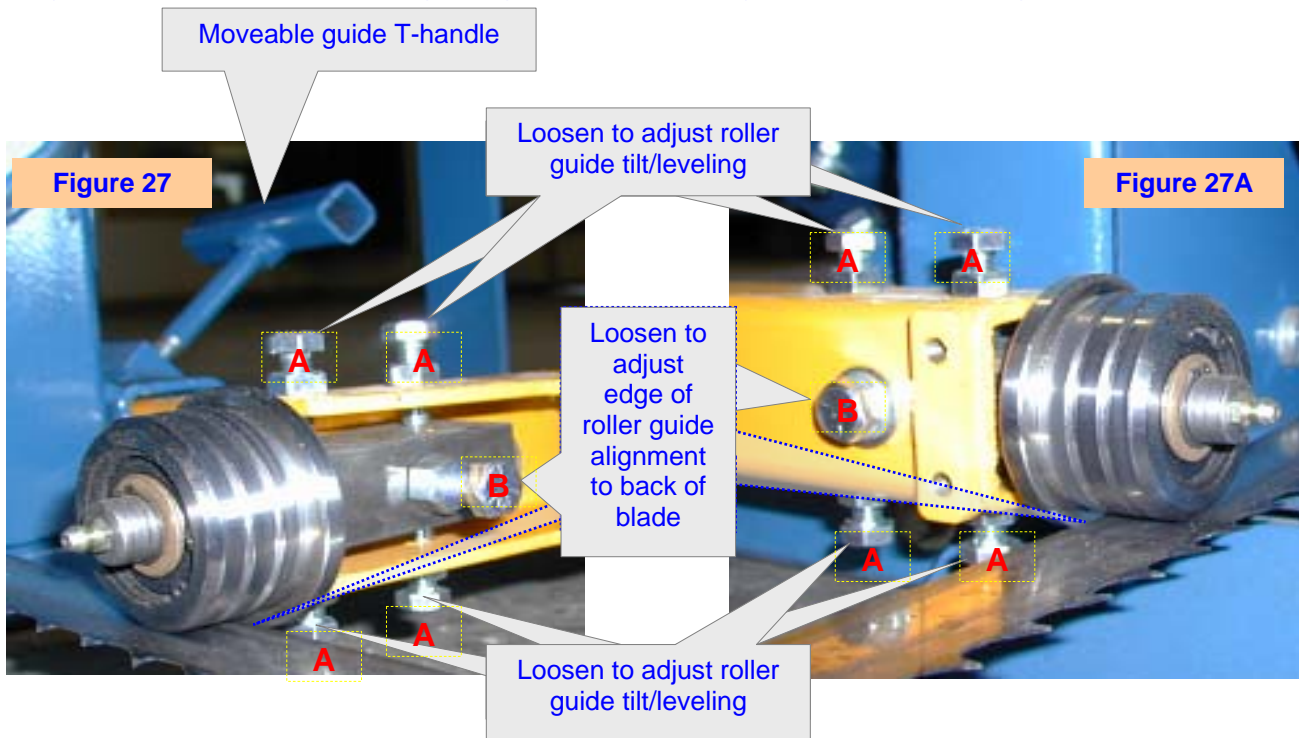 Moveable guide T-handle
Loosen to adjust roller
guide tilt/leveling
Figure 27
Figure 27A
A
A
A
A
Loosen to
adjust
edge of
roller guide
alignment
to back of
blade
B
B
A
A
A
A
Loosen to adjust roller
guide tilt/leveling